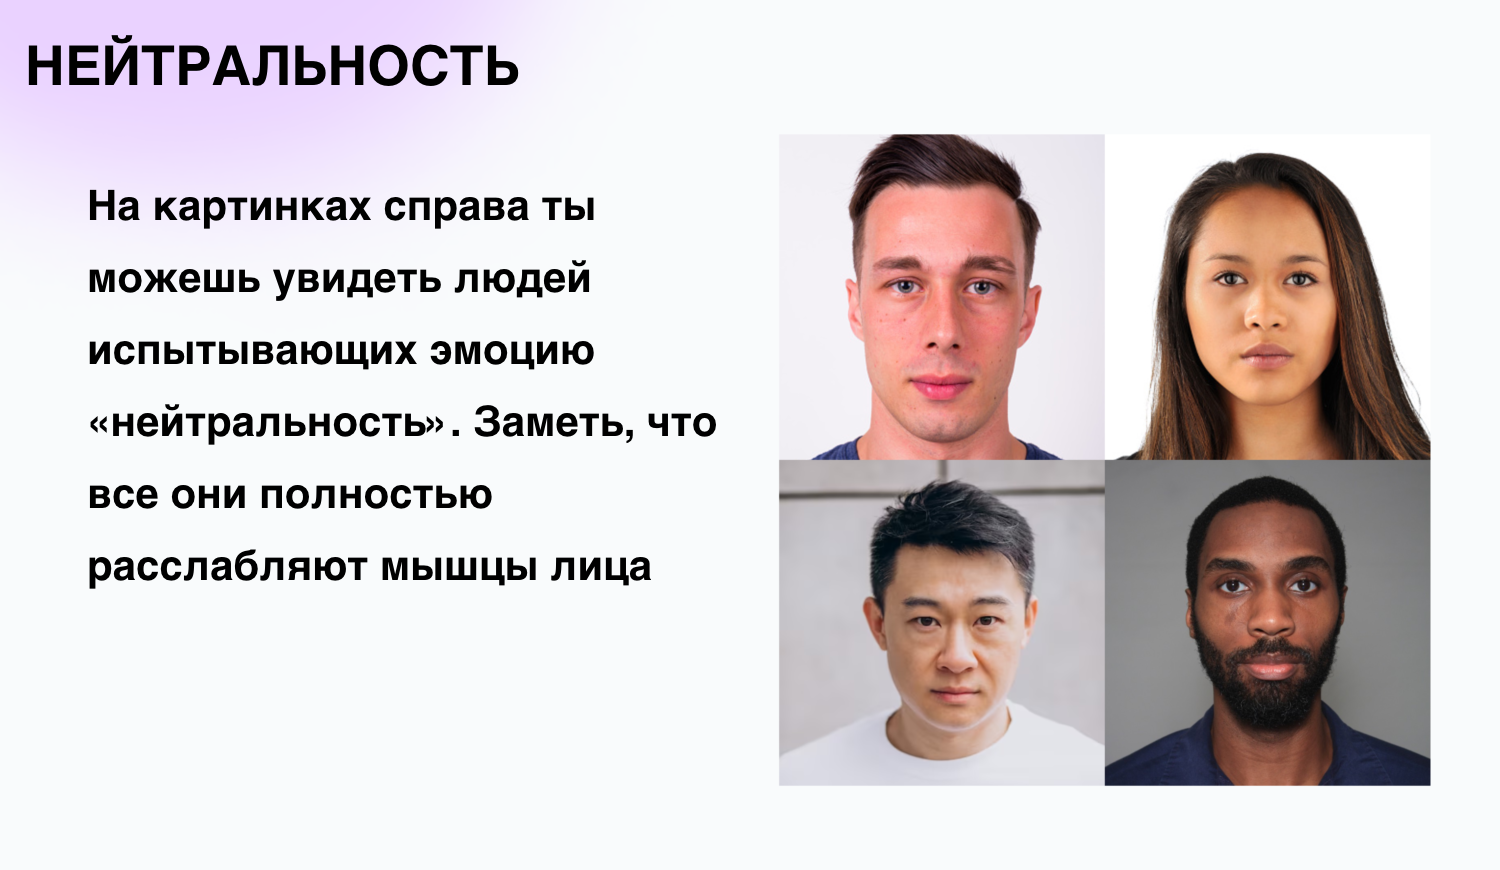 НЕЙТРАЛЬНОСТЬ
На картинках справа ты
можешь увидеть людей
испытывающих эмоцию
«нейтральность». Заметь, что
все они полностью
расслабляют мышцы лица